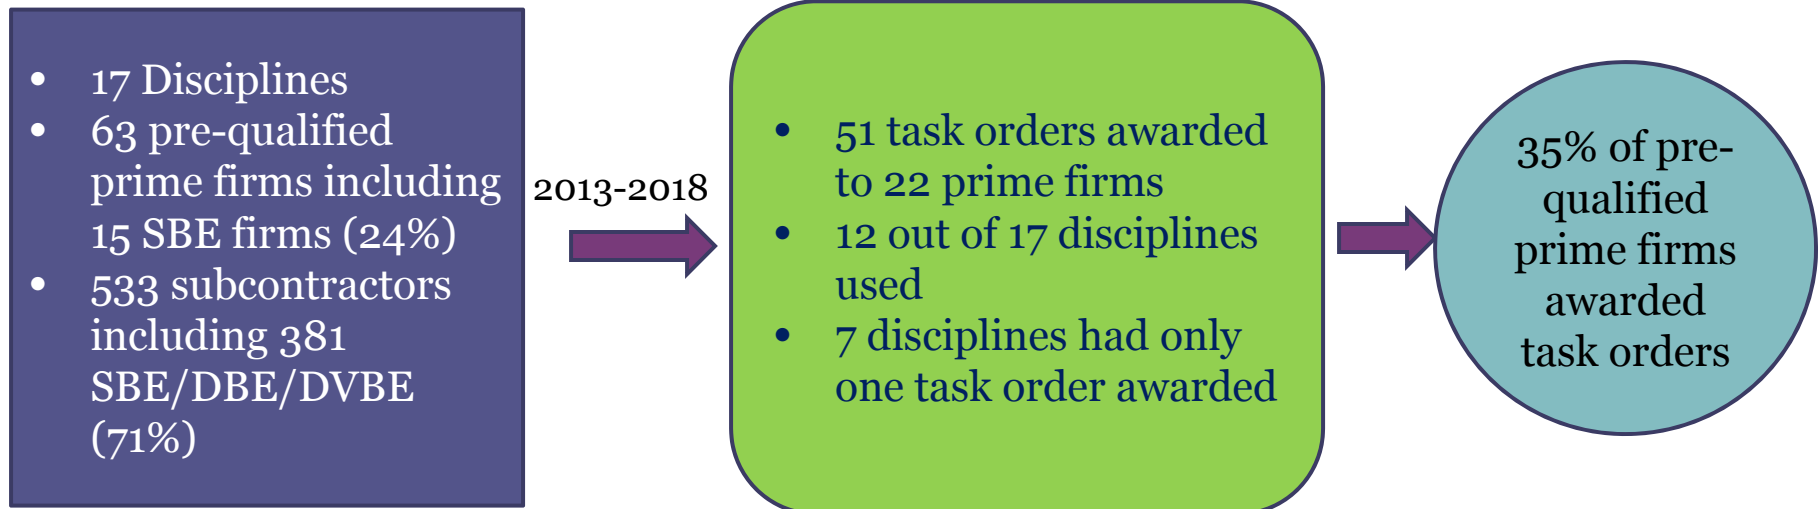 • 17 Disciplines
• 63 pre-qualified
prime firms including
15 SBE firms (24%)
• 533 subcontractors
including 381
SBE/DBE/DVBE
(71%)
2013-2018
• 51 task orders awarded
to 22 prime firms
• 12 out of 17 disciplines
used
• 7 disciplines had only
one task order awarded
35% of pre-
qualified
prime firms
awarded
task orders